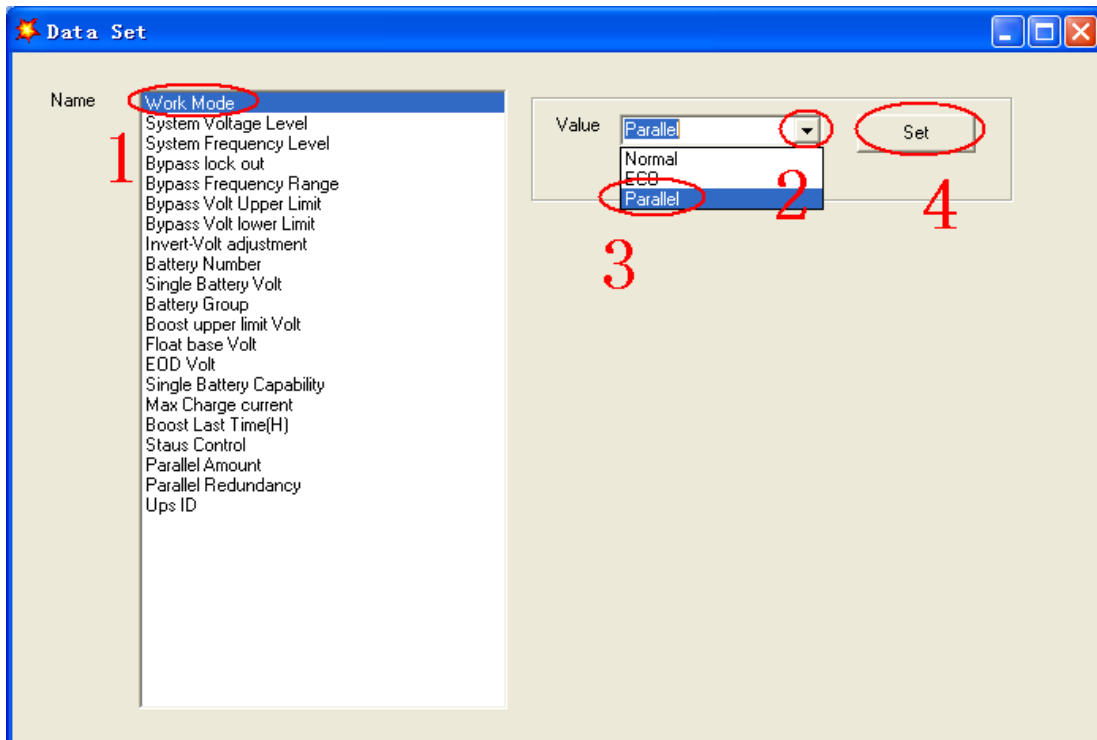 Data Set
Name
Work Mode
System Voltage Level
System Frequency Level
Bypass lock out
Bypass Frequency Range
Bypass Volt Upper Limit
Bypass Volt lower Limit
Invert-Volt adjustment
Battery Number
Single Battery Volt
Battery Group
Boost upper limit Volt
Float base Volt
EOD Volt
Single Battery Capability
Max Charge current
Boost Last Time(H)
Staus Control
Parallel Amount
Parallel Redundancy
Ups ID
1
Value
Parallel
Normal
ECO
Parallel
Set
2
3
4